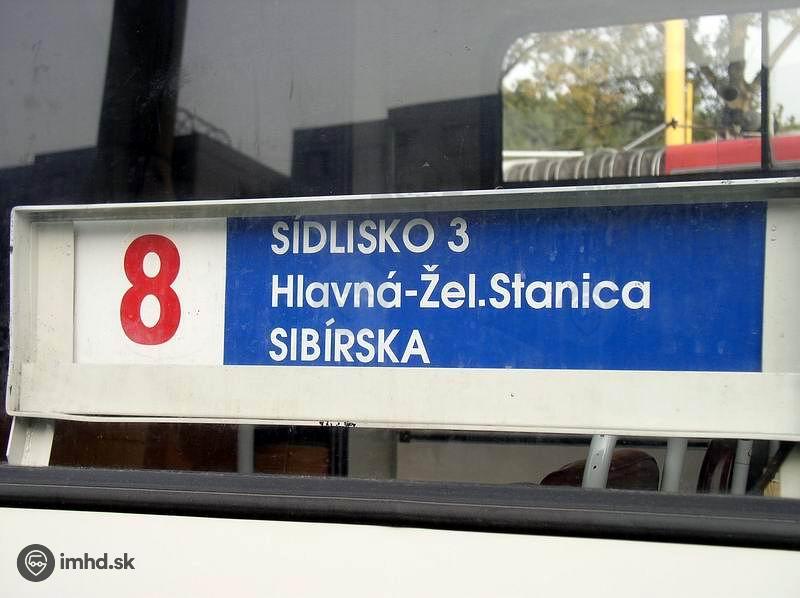 8
SÍDLISKO 3
Hlavná-Žel.Stanica
SIBÍRSKA
imhd.sk